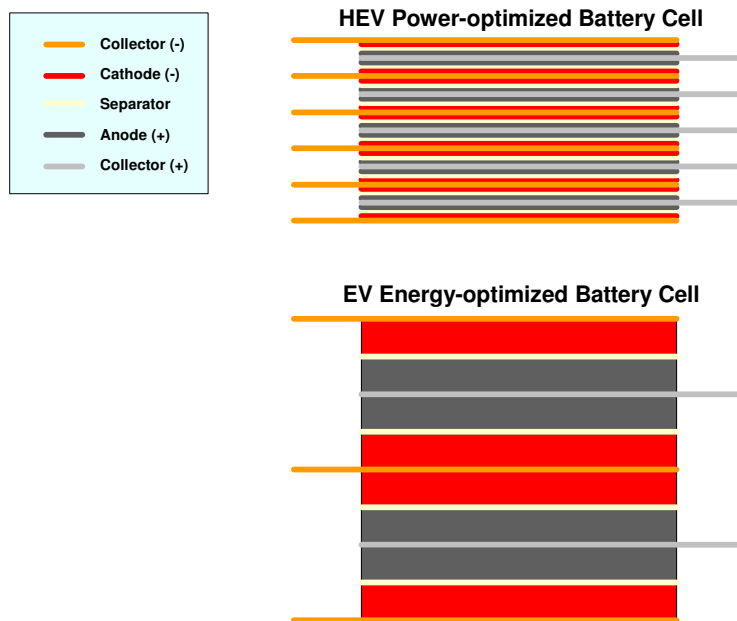 HEV Power-optimized Battery Cell
Collector (-)
Cathode (-)
Separator
Anode (+)
Collector (+)
EV Energy-optimized Battery Cell